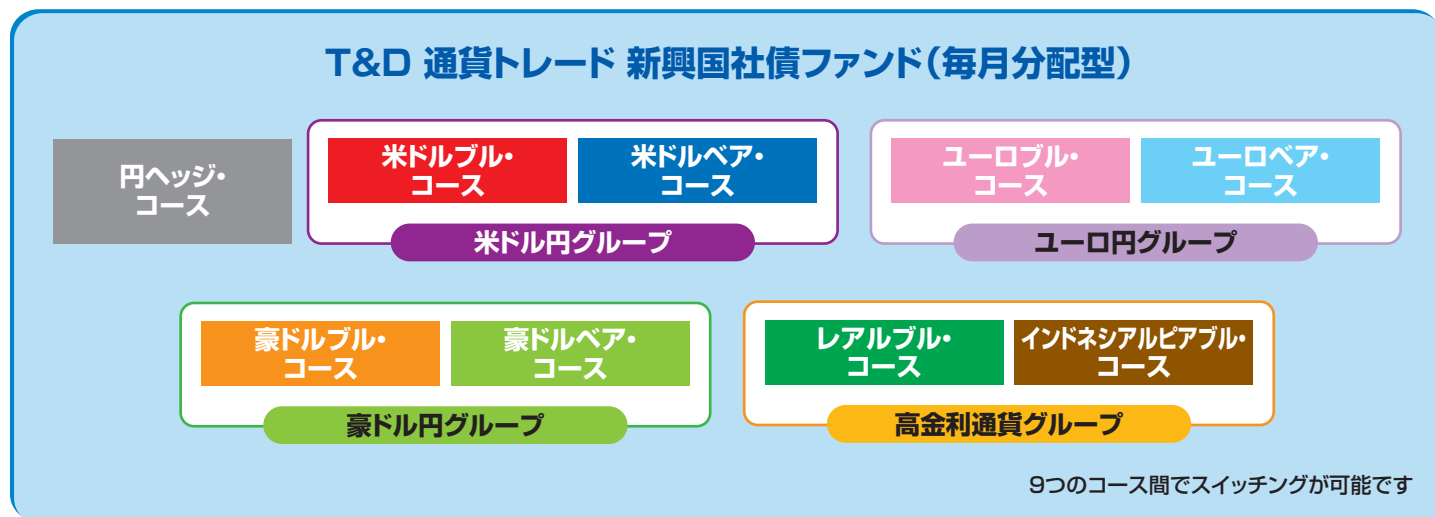 T&D 通貨トレード 新興国社債ファンド（毎月分配型）
円ヘッジ・
コース
米ドルブル・
コース
米ドルベア・
コース
米ドル円グループ
ユーロブル・
コース
ユーロベア・
コース
ユーロ円グループ
豪ドルブル・
コース
豪ドルベア・
コース
豪ドル円グループ
レアルブル・
コース
インドネシアルピアブル・
コース
高金利通貨グループ
9つのコース間でスイッチングが可能です